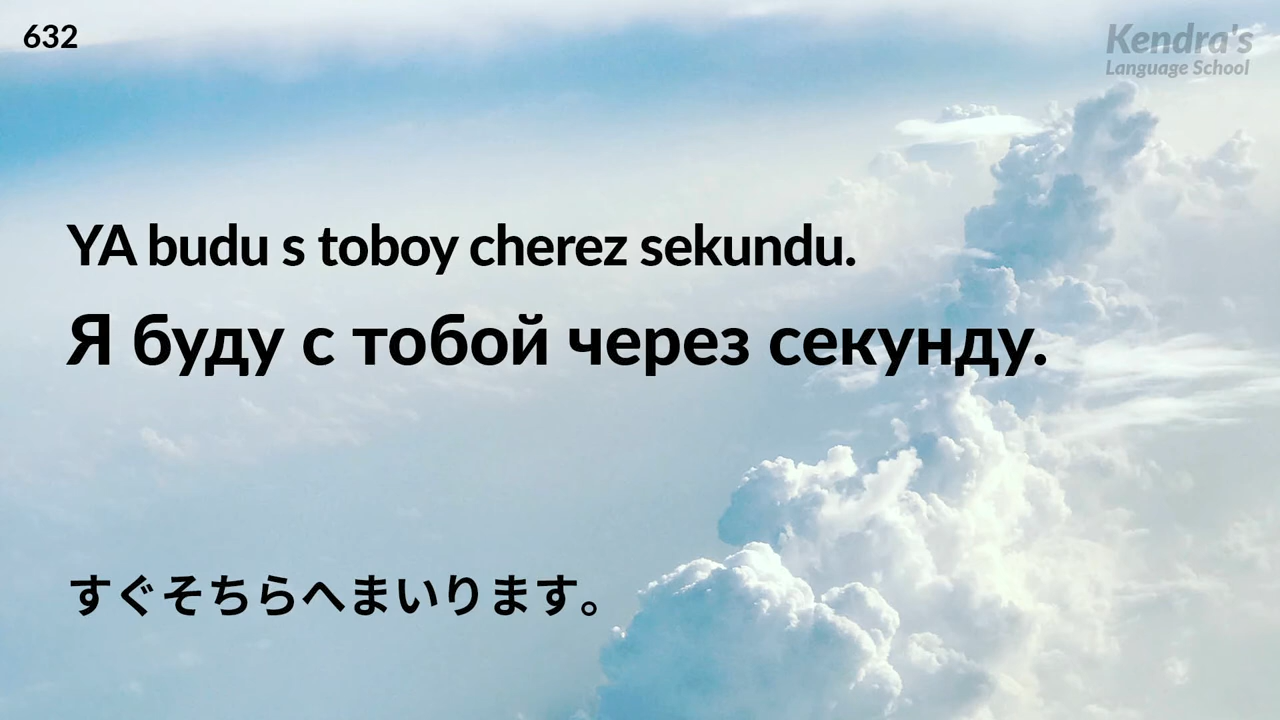 632
Kendra's
Language School
YA budu s toboy cherez sekundu.
Я буду с тобой через секунду.
すぐそちらへまいります。